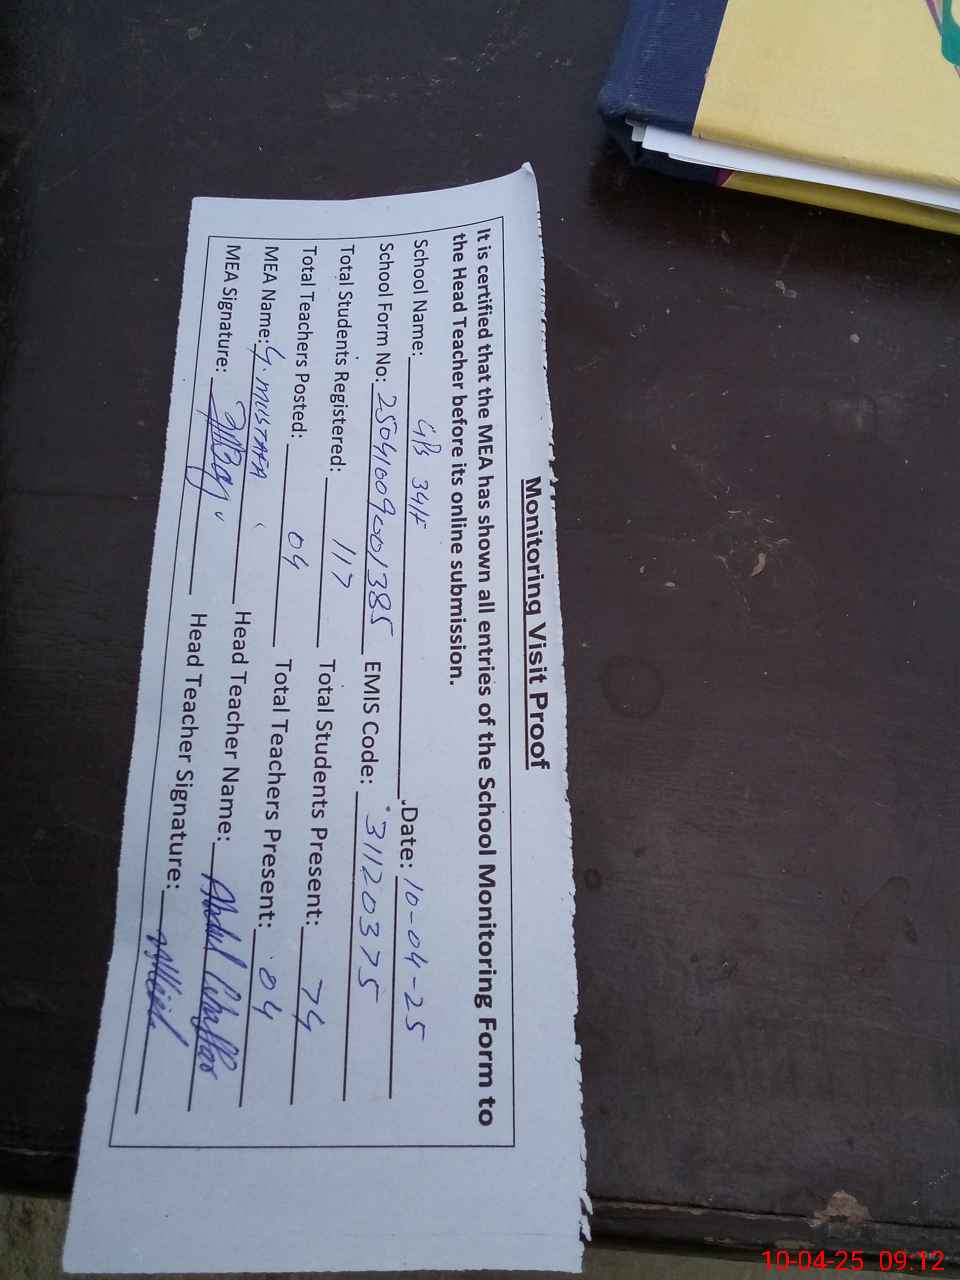 Monitoring Visit Proof
It is certified that the MEA has shown all entries of the School Monitoring Form to
the Head Teacher before its online submission.
School Name: GPS 341F Date: 10-04-25
School Form No: 25041009001385 EMIS Code: 31120375
Total Students Registered: 117 Total Students Present: 74
Total Teachers Posted: 04 Total Teachers Present: 04
MEA Name: G. MUSTAFA Head Teacher Name: Abdul
MEA Signature: Head Teacher Signature:
10-04-25 09:12